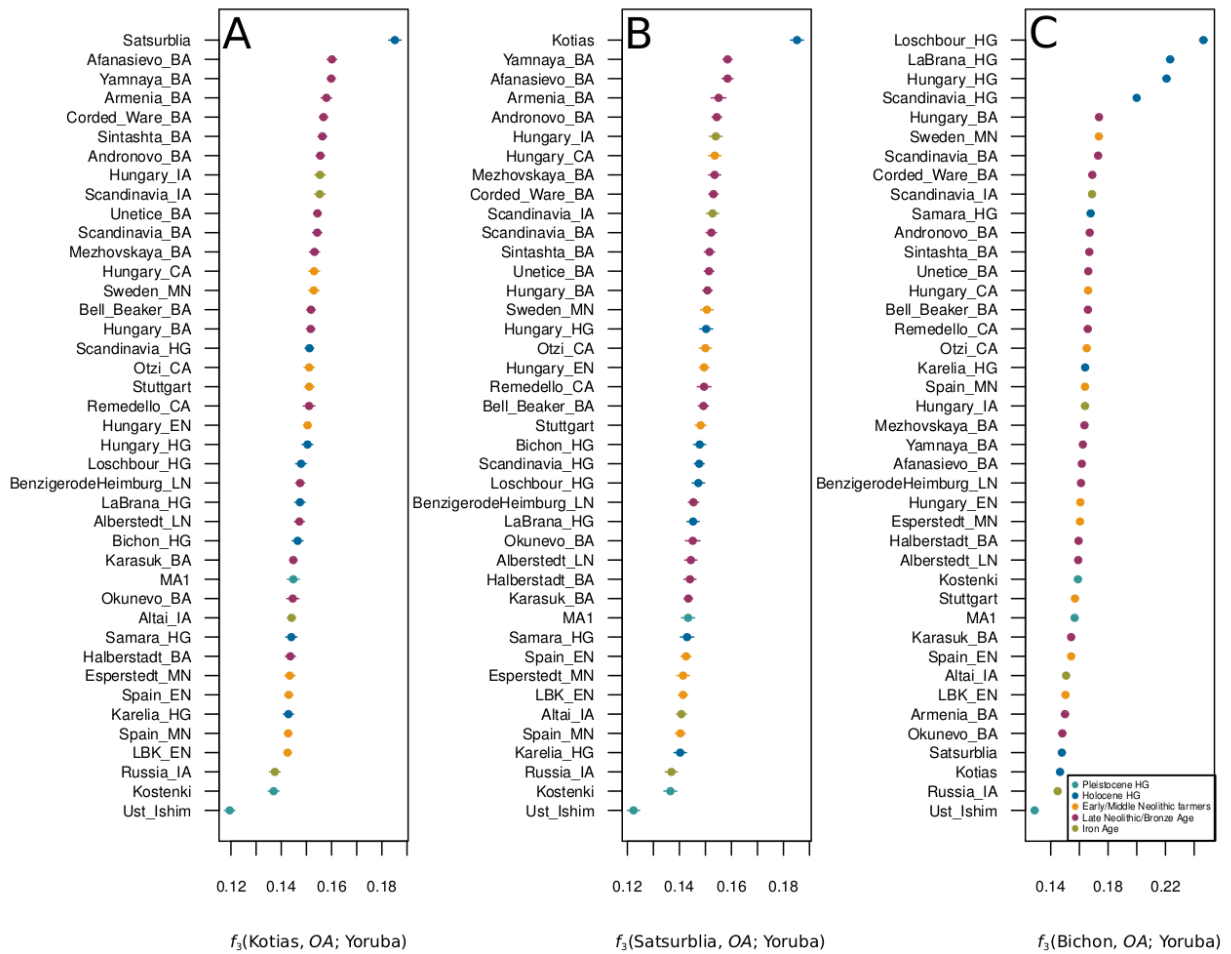 A
Satsurblia
Afanasievo_BA
Yamnaya_BA
Armenia_BA
Corded_Ware_BA
Sintashta_BA
Andronovo_BA
Hungary_IA
Scandinavia_IA
Unetice_BA
Scandinavia_BA
Mezhovskaya_BA
Hungary_CA
Sweden_MN
Bell_Beaker_BA
Hungary_BA
Scandinavia_HG
Otzi_CA
Stuttgart
Remedello_CA
Hungary_EN
Hungary_HG
Loschbour_HG
BenzigerodeHeimburg_LN
LaBrana_HG
Alberstedt_LN
Bichon_HG
Karasuk_BA
MA1
Okunevo_BA
Altai_IA
Samara_HG
Halberstadt_BA
Esperstedt_MN
Spain_EN
Karelia_HG
Spain_MN
LBK_EN
Russia_IA
Kostenki
Ust_Ishim
0.12 0.14 0.16 0.18
f3(Kotias, OA; Yoruba)
B
Kotias
Yamnaya_BA
Afanasievo_BA
Armenia_BA
Andronovo_BA
Hungary_IA
Hungary_CA
Mezhovskaya_BA
Corded_Ware_BA
Scandinavia_IA
Scandinavia_BA
Sintashta_BA
Unetice_BA
Hungary_BA
Sweden_MN
Hungary_HG
Otzi_CA
Hungary_EN
Remedello_CA
Bell_Beaker_BA
Stuttgart
Bichon_HG
Scandinavia_HG
Loschbour_HG
BenzigerodeHeimburg_LN
LaBrana_HG
Okunevo_BA
Alberstedt_LN
Halberstadt_BA
Karasuk_BA
MA1
Samara_HG
Spain_EN
Esperstedt_MN
LBK_EN
Altai_IA
Spain_MN
Karelia_HG
Russia_IA
Kostenki
Ust_Ishim
0.12 0.14 0.16 0.18
f3(Satsurblia, OA; Yoruba)
C
Loschbour_HG
LaBrana_HG
Hungary_HG
Scandinavia_HG
Hungary_BA
Sweden_MN
Scandinavia_BA
Corded_Ware_BA
Scandinavia_IA
Samara_HG
Andronovo_BA
Sintashta_BA
Unetice_BA
Hungary_CA
Bell_Beaker_BA
Remedello_CA
Otzi_CA
Karelia_HG
Spain_MN
Hungary_IA
Mezhovskaya_BA
Yamnaya_BA
Afanasievo_BA
BenzigerodeHeimburg_LN
Hungary_EN
Esperstedt_MN
Halberstadt_BA
Alberstedt_LN
Kostenki
Stuttgart
MA1
Karasuk_BA
Spain_EN
Altai_IA
LBK_EN
Armenia_BA
Okunevo_BA
Satsurblia
Kotias
Russia_IA
Ust_Ishim
Pleistocene HG
Holocene HG
Early/Middle Neolithic farmers
Late Neolithic/Bronze Age
Iron Age
0.14 0.18 0.22
f3(Bichon, OA; Yoruba)